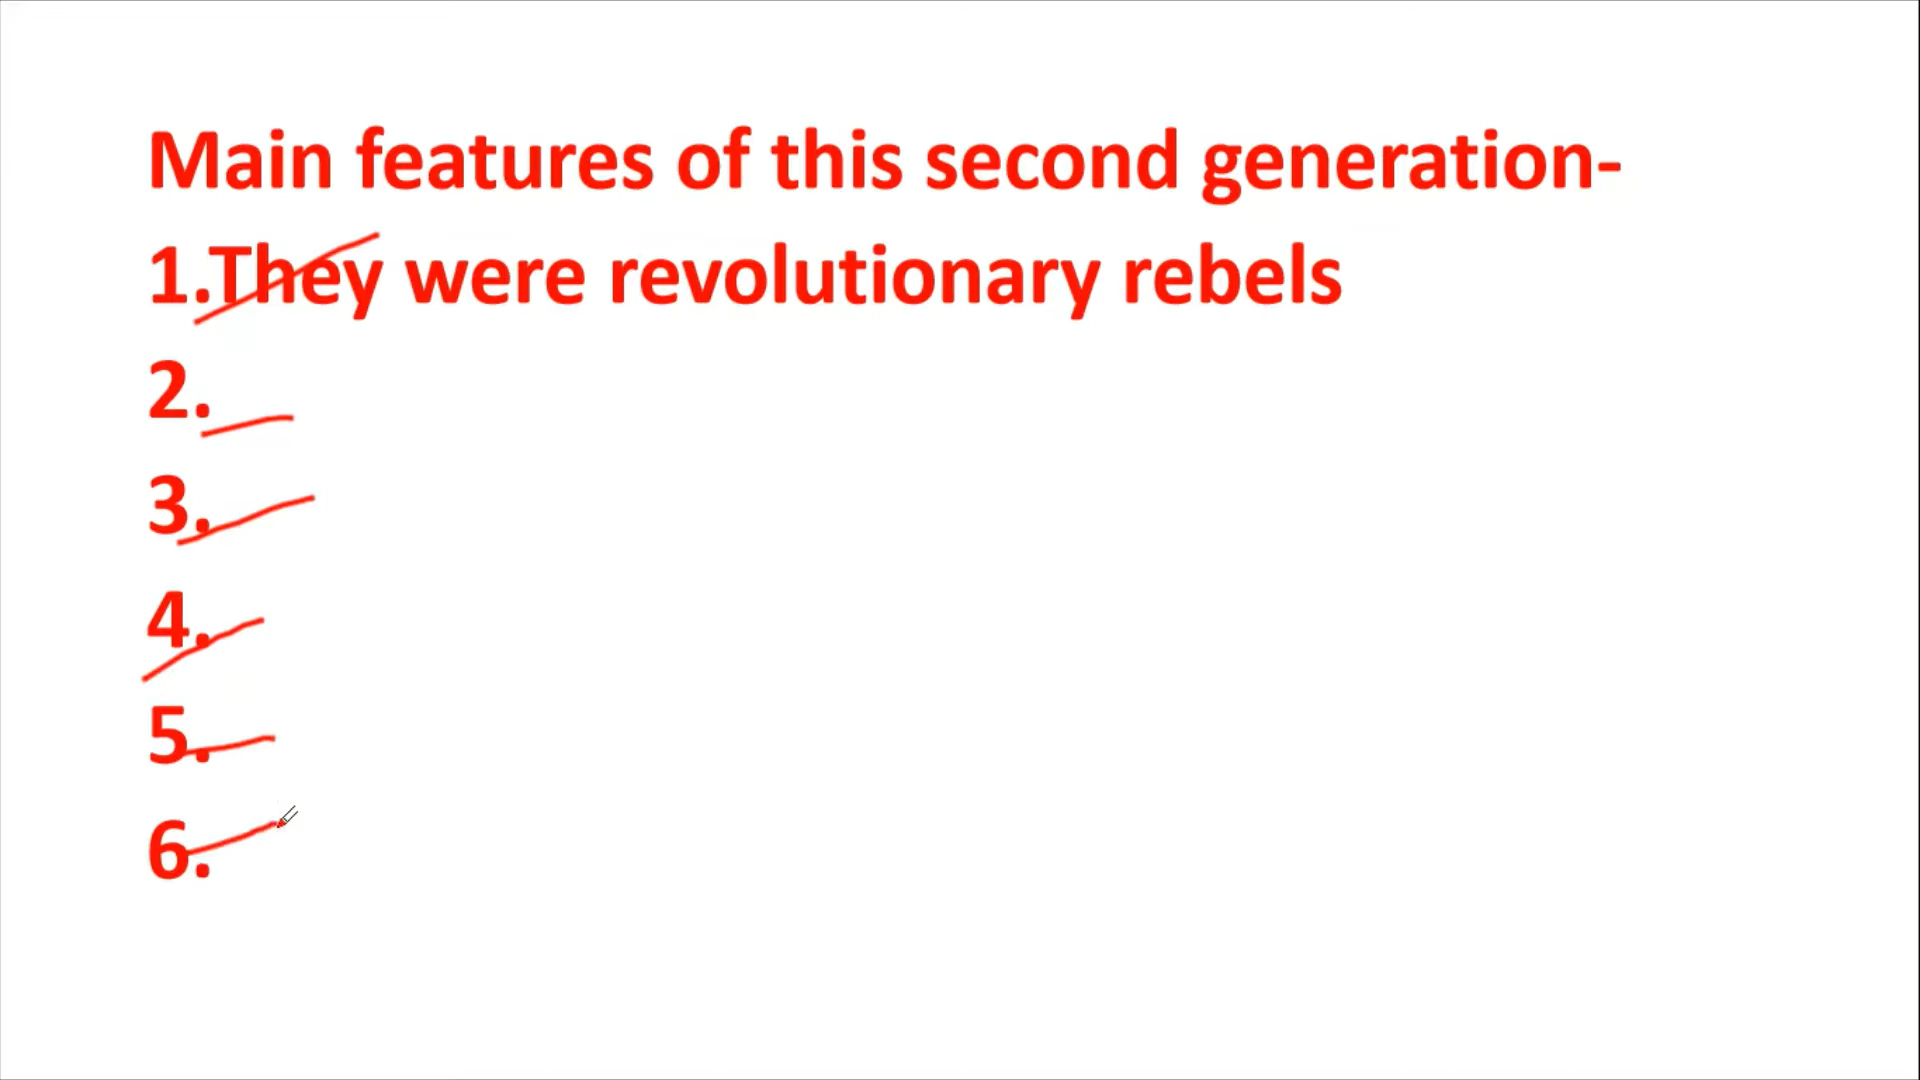 Main features of this second generation-
1.They were revolutionary rebels
2.
3.
4.
5.
6.